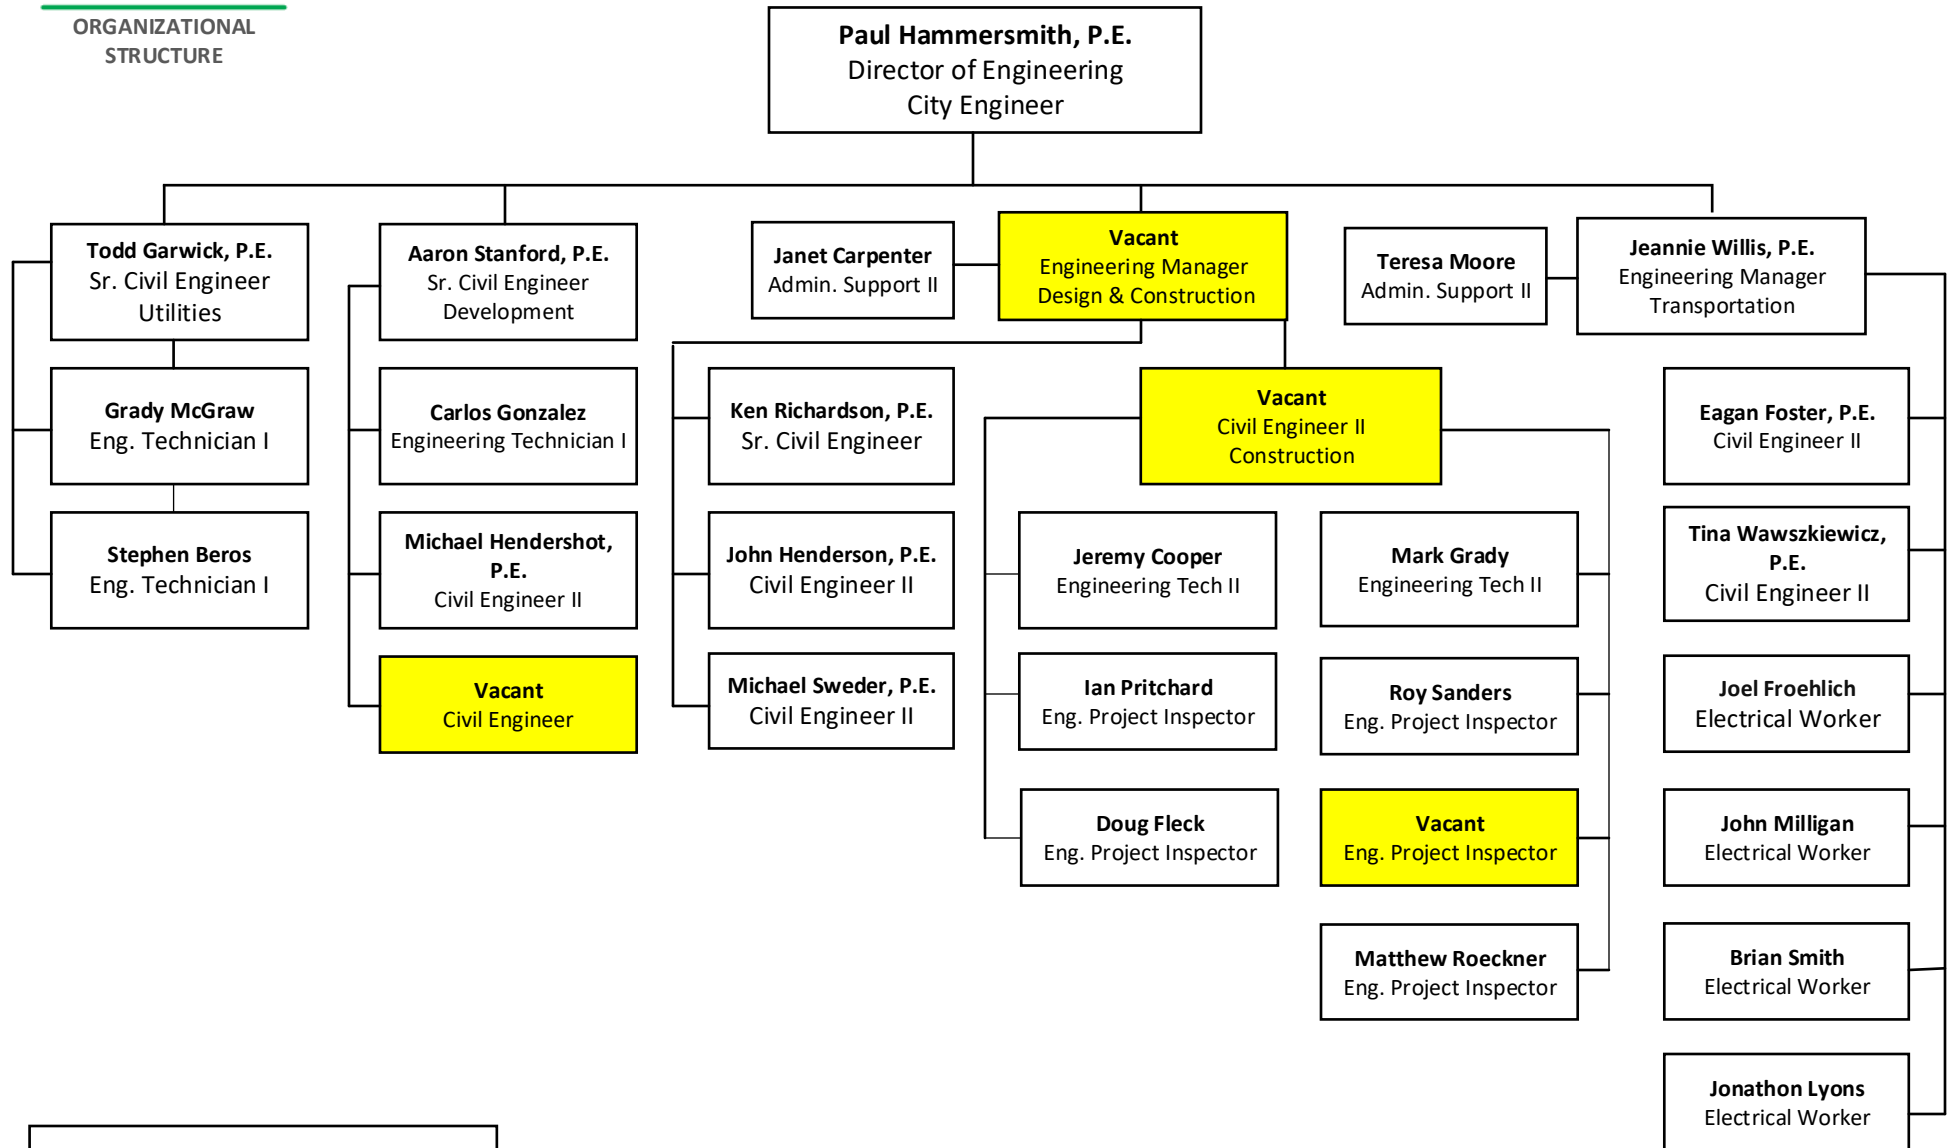 ORGANIZATIONAL
STRUCTURE
Paul Hammersmith, P.E.
Director of Engineering
City Engineer
Todd Garwick, P.E.
Sr. Civil Engineer
Utilities
Grady McGraw
Eng. Technician I
Stephen Beros
Eng. Technician I
Aaron Stanford, P.E.
Sr. Civil Engineer
Development
Carlos Gonzalez
Engineering Technician I
Michael Hendershot,
P.E.
Civil Engineer II
Vacant
Civil Engineer
Janet Carpenter
Admin. Support II
Vacant
Engineering Manager
Design & Construction
Ken Richardson, P.E.
Sr. Civil Engineer
John Henderson, P.E.
Civil Engineer II
Michael Sweder, P.E.
Civil Engineer II
Vacant
Civil Engineer II
Construction
Jeremy Cooper
Engineering Tech II
Ian Pritchard
Eng. Project Inspector
Doug Fleck
Eng. Project Inspector
Mark Grady
Engineering Tech II
Roy Sanders
Eng. Project Inspector
Vacant
Eng. Project Inspector
Matthew Roeckner
Eng. Project Inspector
Teresa Moore
Admin. Support II
Jeannie Willis, P.E.
Engineering Manager
Transportation
Eagan Foster, P.E.
Civil Engineer II
Tina Wawszkiewicz,
P.E.
Civil Engineer II
Joel Froehlich
Electrical Worker
John Milligan
Electrical Worker
Brian Smith
Electrical Worker
Jonathon Lyons
Electrical Worker